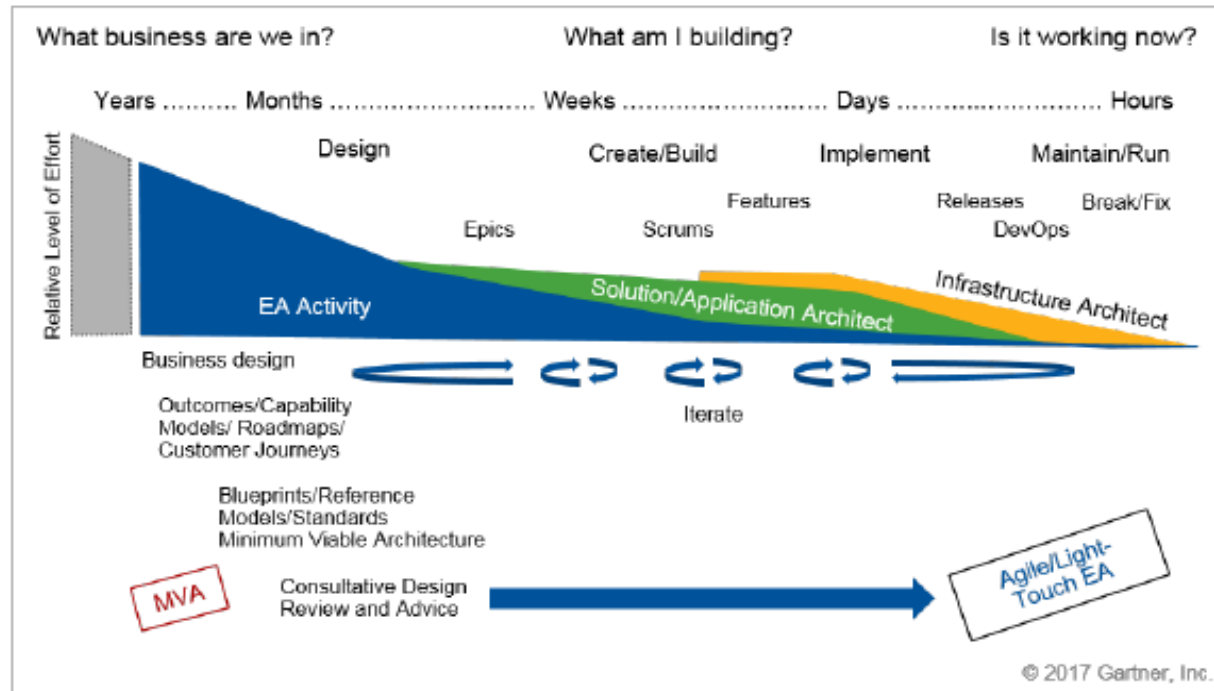 What business are we in? What am I building? Is it working now?
Years .......... Months ........................ Weeks ........................ Days ........................ Hours
Design Create/Build Implement Maintain/Run
Features Releases Break/Fix
Epics Scrums DevOps
Relative Level of Effort
EA Activity
Solution/Application Architect
Infrastructure Architect
Business design
Iterate
Outcomes/Capability
Models/ Roadmaps/
Customer Journeys
Blueprints/Reference
Models/Standards
Minimum Viable Architecture
MVA
Consultative Design
Review and Advice
Agile/Light-
Touch EA
© 2017 Gartner, Inc.